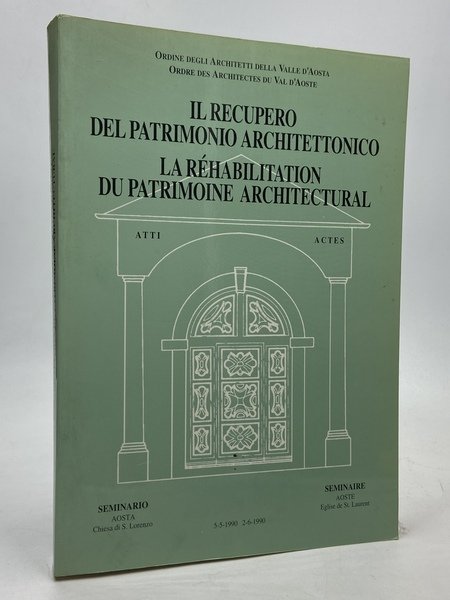 ORDINE DEGLI ARCHITETTI DELLA VALLE D'AOSTA
ORDRE DES ARCHITECTES DU VAL D'AOSTE
IL RECUPERO
DEL PATRIMONIO ARCHITETTONICO
LA RÉHABILITATION
DU PATRIMOINE ARCHITECTURAL
ATTI ACTES
SEMINARIO
AOSTA
Chiesa di S. Lorenzo
5-5-1990 2-6-1990
SEMINAIRE
AOSTE
Eglise de St. Laurent